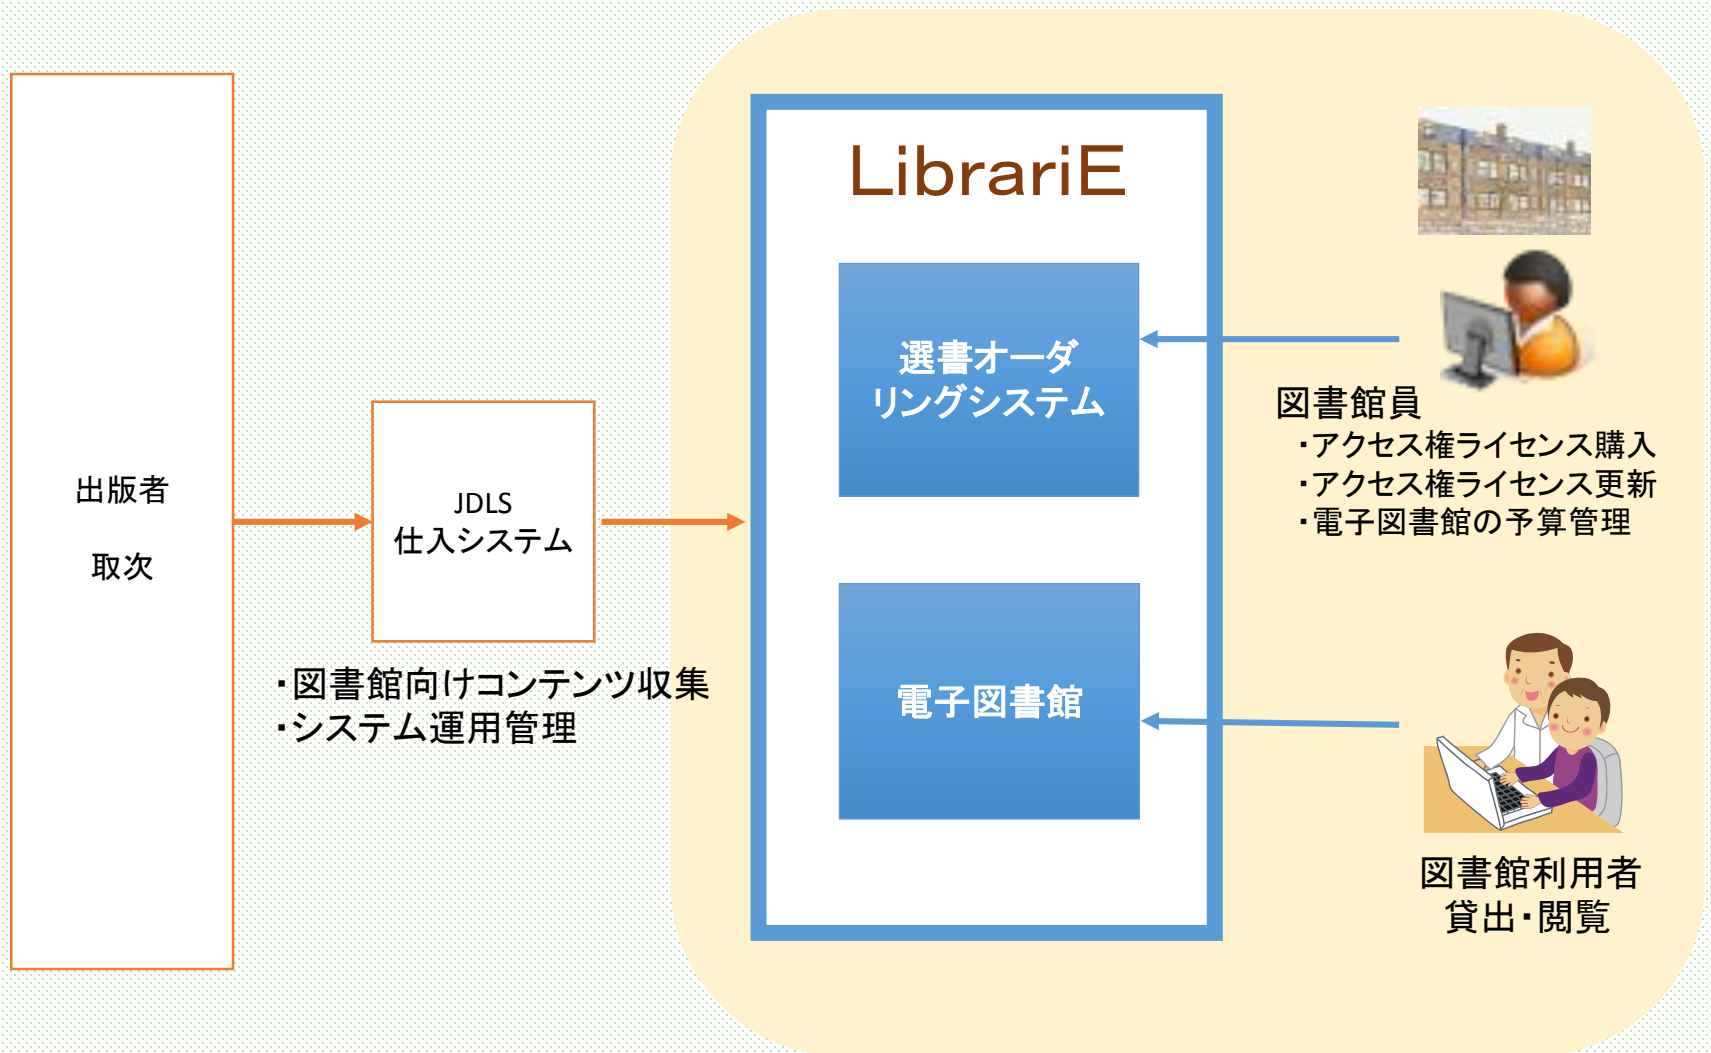 出版者
取次
JDLS
仕入システム
・図書館向けコンテンツ収集
・システム運用管理
LibrariE
選書オーダ
リングシステム
電子図書館
図書館員
・アクセス権ライセンス購入
・アクセス権ライセンス更新
・電子図書館の予算管理
図書館利用者
貸出・閲覧